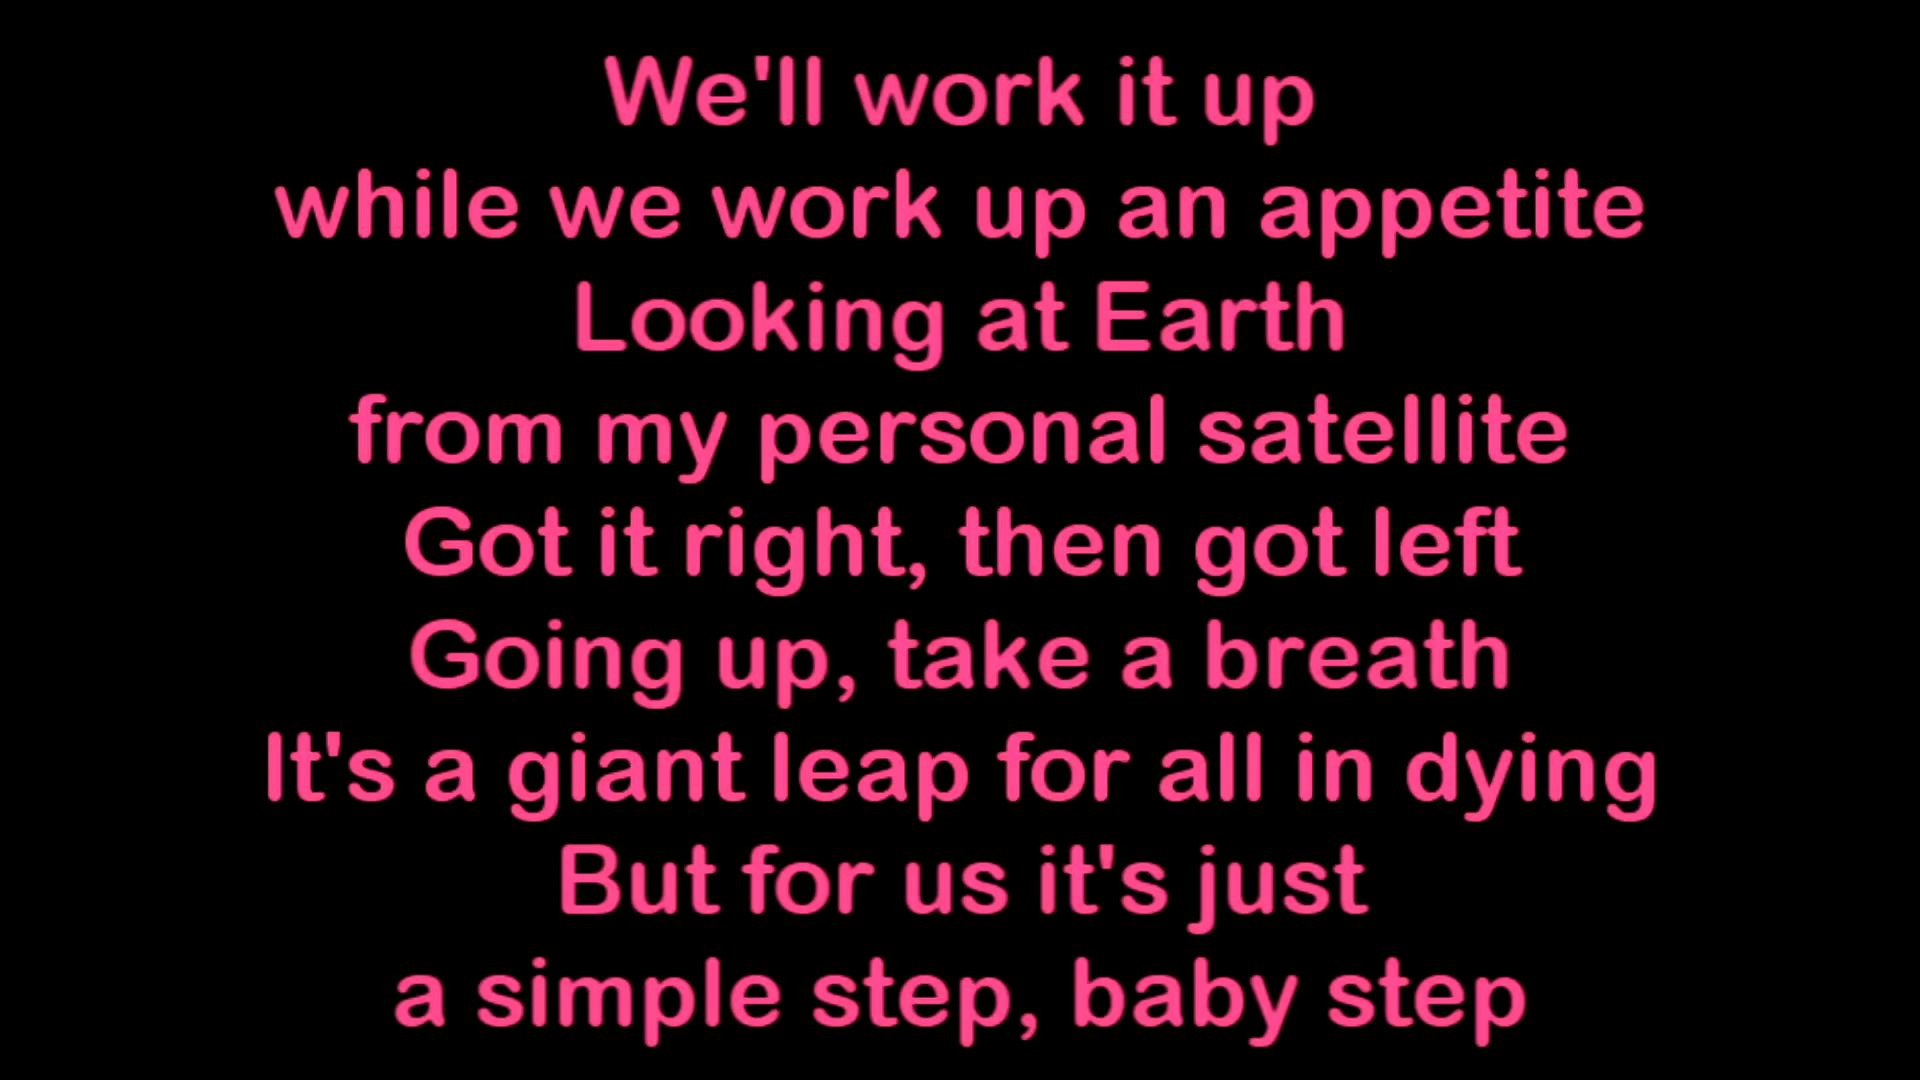 We'll work it up
while we work up an appetite
Looking at Earth
from my personal satellite
Got it right, then got left
Going up, take a breath
It's a giant leap for all in dying
But for us it's just
a simple step, baby step